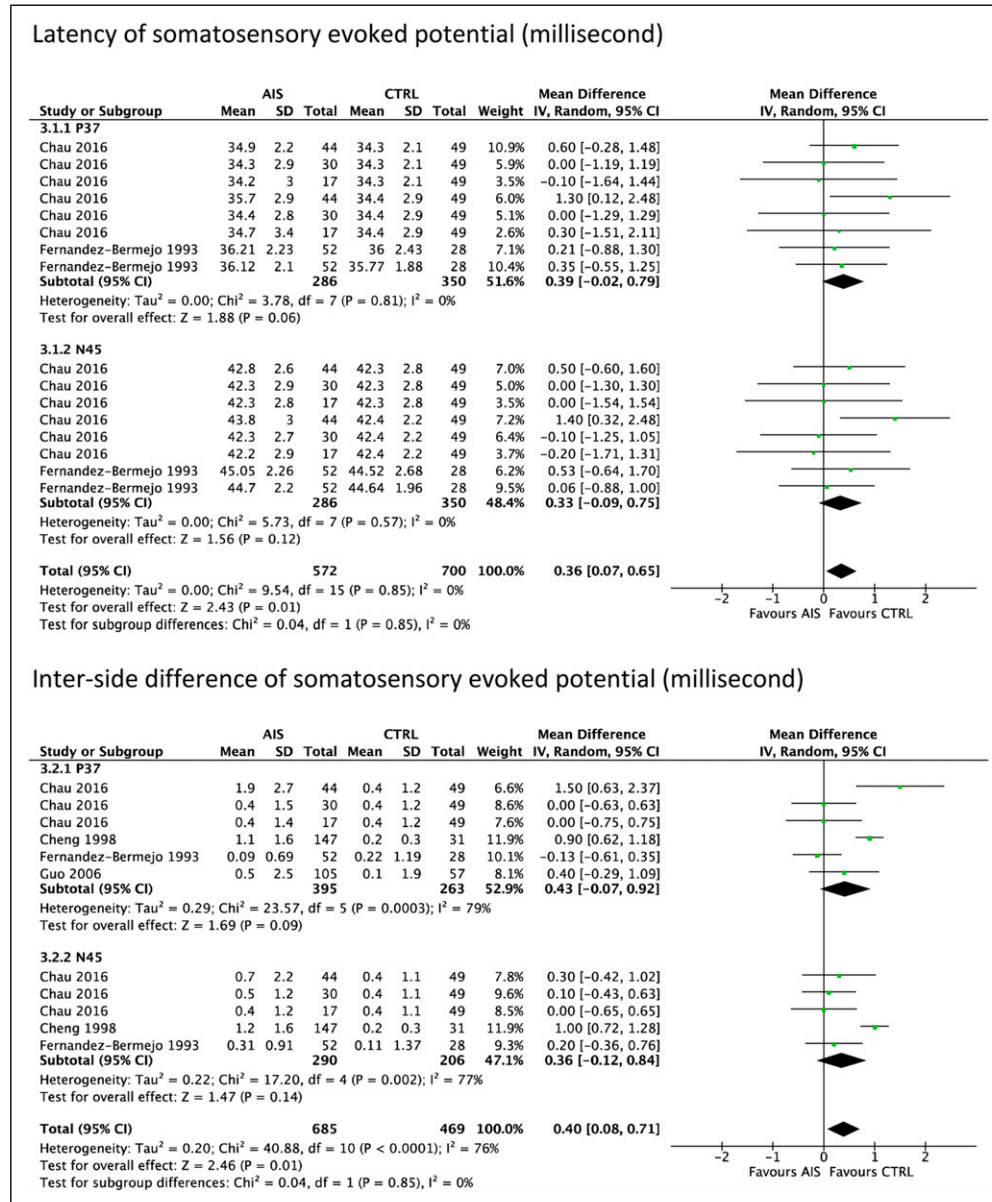 Latency of somatosensory evoked potential (millisecond)
AIS CTRL Mean Difference Mean Difference
Study or Subgroup Mean SD Total Mean SD Total Weight IV, Random, 95% CI IV, Random, 95% CI
3.1.1 P37
Chau 2016 34.9 2.2 44 34.3 2.1 49 10.9% 0.60 [-0.28, 1.48]
Chau 2016 34.3 2.9 30 34.3 2.1 49 5.9% 0.00 [-1.19, 1.19]
Chau 2016 34.2 3 17 34.3 2.1 49 3.5% -0.10 [-1.64, 1.44]
Chau 2016 35.7 2.9 44 34.4 2.9 49 6.0% 1.30 [0.12, 2.48]
Chau 2016 34.4 2.8 30 34.4 2.9 49 5.1% 0.00 [-1.29, 1.29]
Chau 2016 34.7 3.4 17 34.4 2.9 49 2.6% 0.30 [-1.51, 2.11]
Fernandez-Bermejo 1993 36.21 2.23 52 36 2.43 28 7.1% 0.21 [-0.88, 1.30]
Fernandez-Bermejo 1993 36.12 2.1 52 35.77 1.88 28 10.4% 0.35 [-0.55, 1.25]
Subtotal (95% CI) 286 350 51.6% 0.39 [-0.02, 0.79]
Heterogeneity: Tau² = 0.00; Chi² = 3.78, df = 7 (P = 0.81); I² = 0%
Test for overall effect: Z = 1.88 (P = 0.06)
3.1.2 N45
Chau 2016 42.8 2.6 44 42.3 2.8 49 7.0% 0.50 [-0.60, 1.60]
Chau 2016 42.3 2.9 30 42.3 2.8 49 5.0% 0.00 [-1.30, 1.30]
Chau 2016 42.3 2.8 17 42.3 2.8 49 3.5% 0.00 [-1.54, 1.54]
Chau 2016 43.8 3 44 42.4 2.2 49 7.2% 1.40 [0.32, 2.48]
Chau 2016 42.3 2.7 30 42.4 2.2 49 6.4% -0.10 [-1.25, 1.05]
Chau 2016 42.2 2.9 17 42.4 2.2 49 3.7% -0.20 [-1.71, 1.31]
Fernandez-Bermejo 1993 45.05 2.26 52 44.52 2.68 28 6.2% 0.53 [-0.64, 1.70]
Fernandez-Bermejo 1993 44.7 2.2 52 44.64 1.96 28 9.5% 0.06 [-0.88, 1.00]
Subtotal (95% CI) 286 350 48.4% 0.33 [-0.09, 0.75]
Heterogeneity: Tau² = 0.00; Chi² = 5.73, df = 7 (P = 0.57); I² = 0%
Test for overall effect: Z = 1.56 (P = 0.12)
Total (95% CI) 572 700 100.0% 0.36 [0.07, 0.65]
Heterogeneity: Tau² = 0.00; Chi² = 9.54, df = 15 (P = 0.85); I² = 0%
Test for overall effect: Z = 2.43 (P = 0.01)
Test for subgroup differences: Chi² = 0.04, df = 1 (P = 0.85), I² = 0%
-2 -1 0 1 2
Favours AIS Favours CTRL
Inter-side difference of somatosensory evoked potential (millisecond)
AIS CTRL Mean Difference Mean Difference
Study or Subgroup Mean SD Total Mean SD Total Weight IV, Random, 95% CI IV, Random, 95% CI
3.2.1 P37
Chau 2016 1.9 2.7 44 0.4 1.2 49 6.6% 1.50 [0.63, 2.37]
Chau 2016 0.4 1.5 30 0.4 1.2 49 8.6% 0.00 [-0.63, 0.63]
Chau 2016 0.4 1.4 17 0.4 1.2 49 7.6% 0.00 [-0.75, 0.75]
Cheng 1998 1.1 1.6 147 0.2 0.3 31 11.9% 0.90 [0.62, 1.18]
Fernandez-Bermejo 1993 0.09 0.69 52 0.22 1.19 28 10.1% -0.13 [-0.61, 0.35]
Guo 2006 0.5 2.5 105 0.1 1.9 57 8.1% 0.40 [-0.29, 1.09]
Subtotal (95% CI) 395 263 52.9% 0.43 [-0.07, 0.92]
Heterogeneity: Tau² = 0.29; Chi² = 23.57, df = 5 (P = 0.0003); I² = 79%
Test for overall effect: Z = 1.69 (P = 0.09)
3.2.2 N45
Chau 2016 0.7 2.2 44 0.4 1.1 49 7.8% 0.30 [-0.42, 1.02]
Chau 2016 0.5 1.2 30 0.4 1.1 49 9.6% 0.10 [-0.43, 0.63]
Chau 2016 0.4 1.2 17 0.4 1.1 49 8.5% 0.00 [-0.65, 0.65]
Cheng 1998 1.2 1.6 147 0.2 0.3 31 11.9% 1.00 [0.72, 1.28]
Fernandez-Bermejo 1993 0.31 0.91 52 0.11 1.37 28 9.3% 0.20 [-0.36, 0.76]
Subtotal (95% CI) 290 206 47.1% 0.36 [-0.12, 0.84]
Heterogeneity: Tau² = 0.22; Chi² = 17.20, df = 4 (P = 0.002); I² = 77%
Test for overall effect: Z = 1.47 (P = 0.14)
Total (95% CI) 685 469 100.0% 0.40 [0.08, 0.71]
Heterogeneity: Tau² = 0.20; Chi² = 40.88, df = 10 (P < 0.0001); I² = 76%
Test for overall effect: Z = 2.46 (P = 0.01)
Test for subgroup differences: Chi² = 0.04, df = 1 (P = 0.85), I² = 0%
-2 -1 0 1 2
Favours AIS Favours CTRL